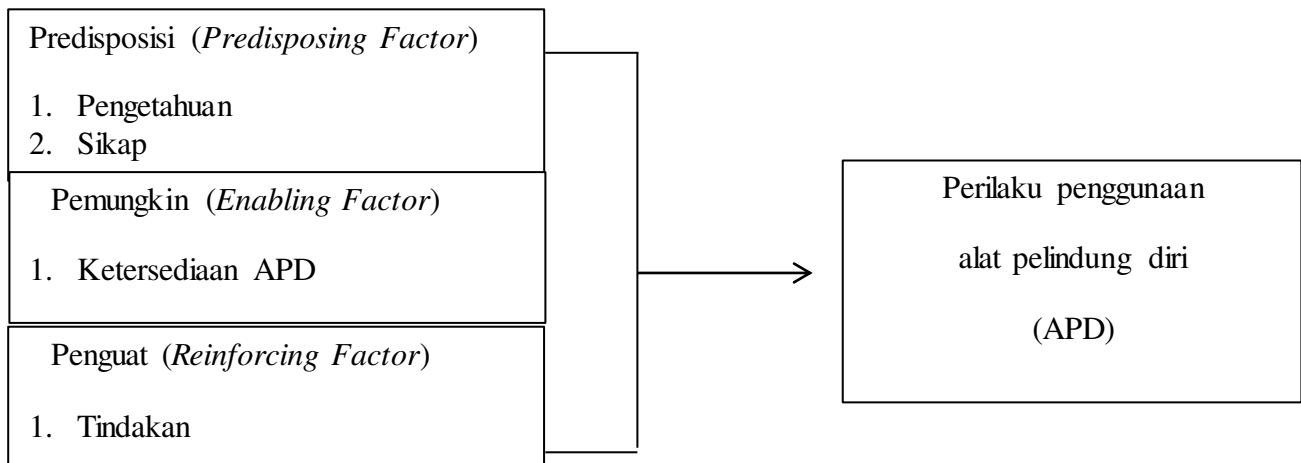 Predisposisi (Predisposing Factor)
1. Pengetahuan
2. Sikap
Pemungkin (Enabling Factor)
1. Ketersediaan APD
Penguat (Reinforcing Factor)
1. Tindakan
Perilaku penggunaan
alat pelindung diri
(APD)